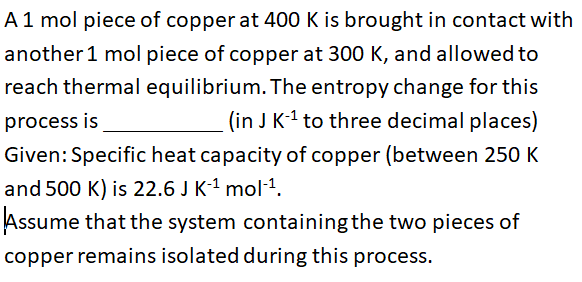 A 1 mol piece of copper at 400 K is brought in contact with
another 1 mol piece of copper at 300 K, and allowed to
reach thermal equilibrium. The entropy change for this
process is __________ (in J K⁻¹ to three decimal places)
Given: Specific heat capacity of copper (between 250 K
and 500 K) is 22.6 J K⁻¹ mol⁻¹.
Assume that the system containing the two pieces of
copper remains isolated during this process.